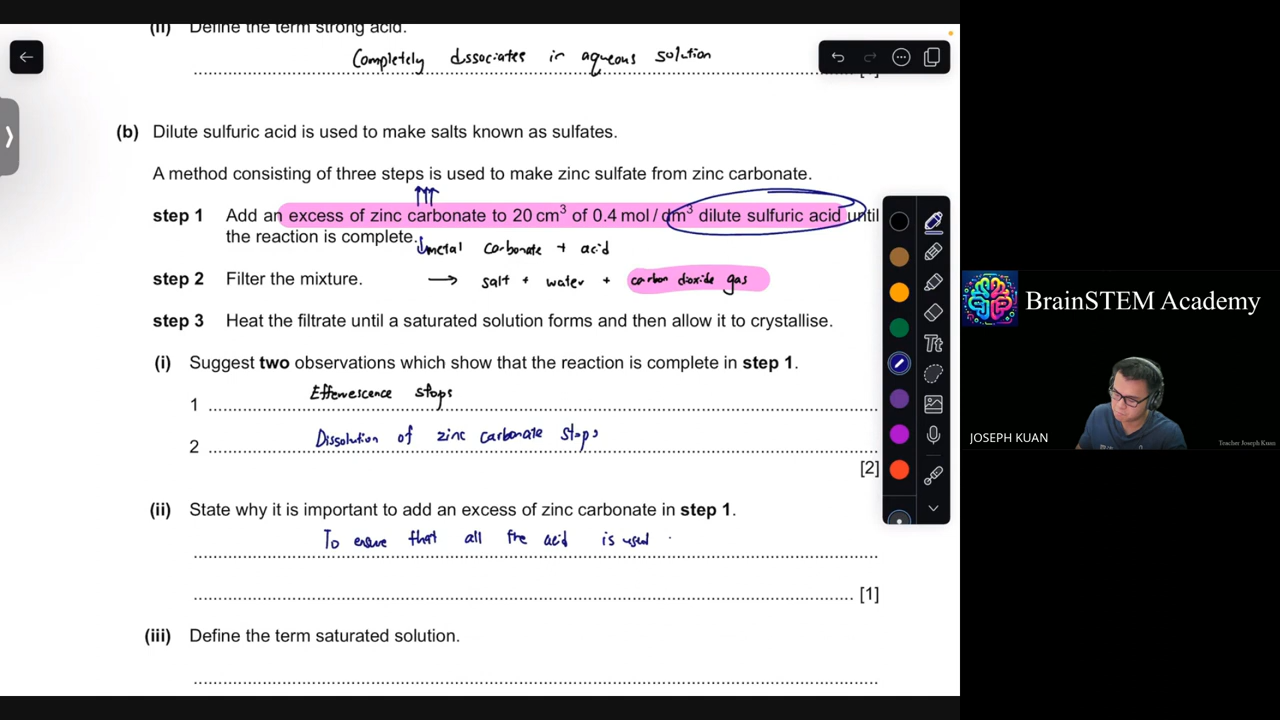 (ii) Define the term strong acid.
Completely dissociates in aqueous solution
(b) Dilute sulfuric acid is used to make salts known as sulfates.
A method consisting of three steps is used to make zinc sulfate from zinc carbonate.
step 1 Add an excess of zinc carbonate to 20 cm³ of 0.4 mol / dm³ dilute sulfuric acid until
the reaction is complete.
metal carbonate + acid
step 2 Filter the mixture.
→ salt + water + carbon dioxide gas
step 3 Heat the filtrate until a saturated solution forms and then allow it to crystallise.
(i) Suggest two observations which show that the reaction is complete in step 1.
1 Effervescence stops
2 Dissolution of zinc carbonate stops
[2]
(ii) State why it is important to add an excess of zinc carbonate in step 1.
To ensure that all the acid is used
[1]
(iii) Define the term saturated solution.
Tt
BrainSTEM Academy
JOSEPH KUAN
Teacher Joseph Kuan